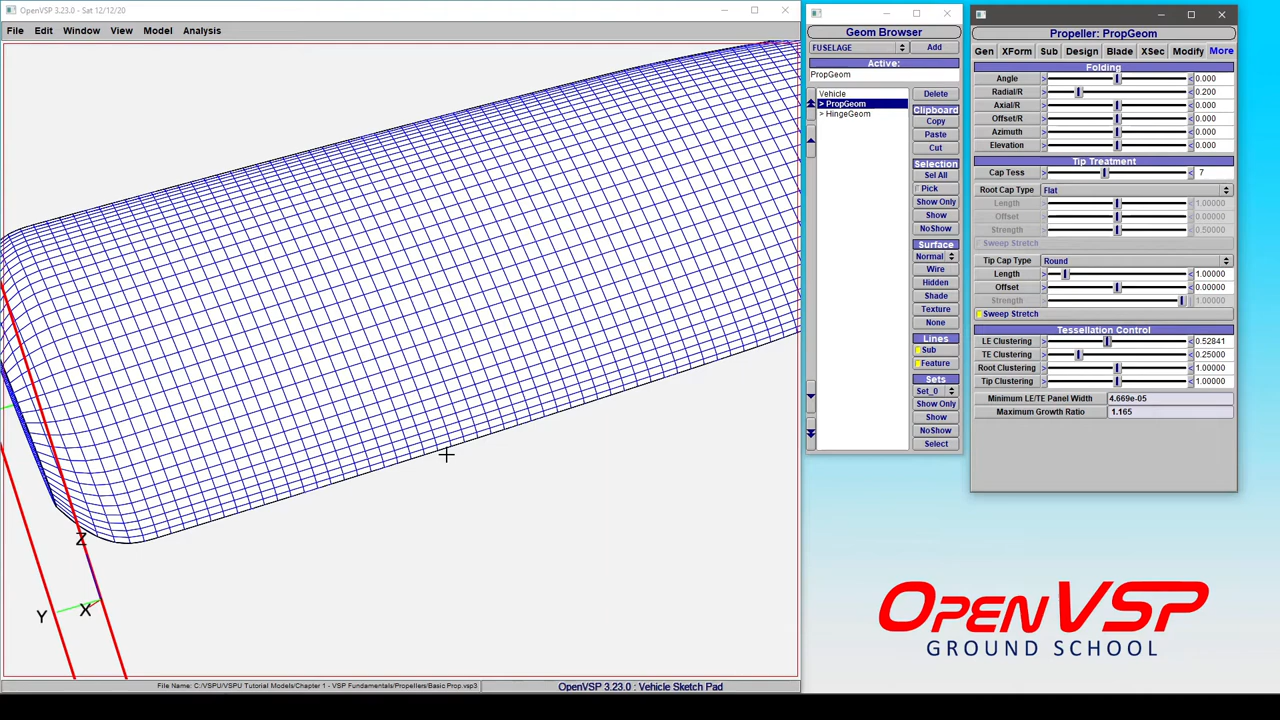 OpenVSP 3.23.0 - Sat 12/12/20
File Edit Window View Model Analysis
Z
Y
X
File Name: C:/VSPU/VSPU Tutorial Models/Chapter 1 - VSP Fundamentals/Propellers/Basic Prop.vsp3
OpenVSP 3.23.0 : Vehicle Sketch Pad
Geom Browser
FUSELAGE Add
Active:
PropGeom
Vehicle
> PropGeom
> HingeGeom
Delete
Clipboard
Copy
Paste
Cut
Selection
Sel All
Pick
Show Only
Show
NoShow
Surface
Normal
Wire
Hidden
Shade
Texture
None
Lines
Sub
Feature
Sets
Set_0
Show Only
Show
NoShow
Select
Propeller: PropGeom
Gen XForm Sub Design Blade XSec Modify More
Folding
Angle > < 0.000
Radial/R > < 0.200
Axial/R > < 0.000
Offset/R > < 0.000
Azimuth > < 0.000
Elevation > < 0.000
Tip Treatment
Cap Tess > < 7
Root Cap Type Flat
Length > < 1.00000
Offset > < 0.00000
Strength > < 0.50000
Sweep Stretch
Tip Cap Type Round
Length > < 1.00000
Offset > < 0.00000
Strength > < 1.00000
Sweep Stretch
Tessellation Control
LE Clustering > < 0.52841
TE Clustering > < 0.25000
Root Clustering > < 1.00000
Tip Clustering > < 1.00000
Minimum LE/TE Panel Width 4.669e-05
Maximum Growth Ratio 1.165
OpenVSP
GROUND SCHOOL